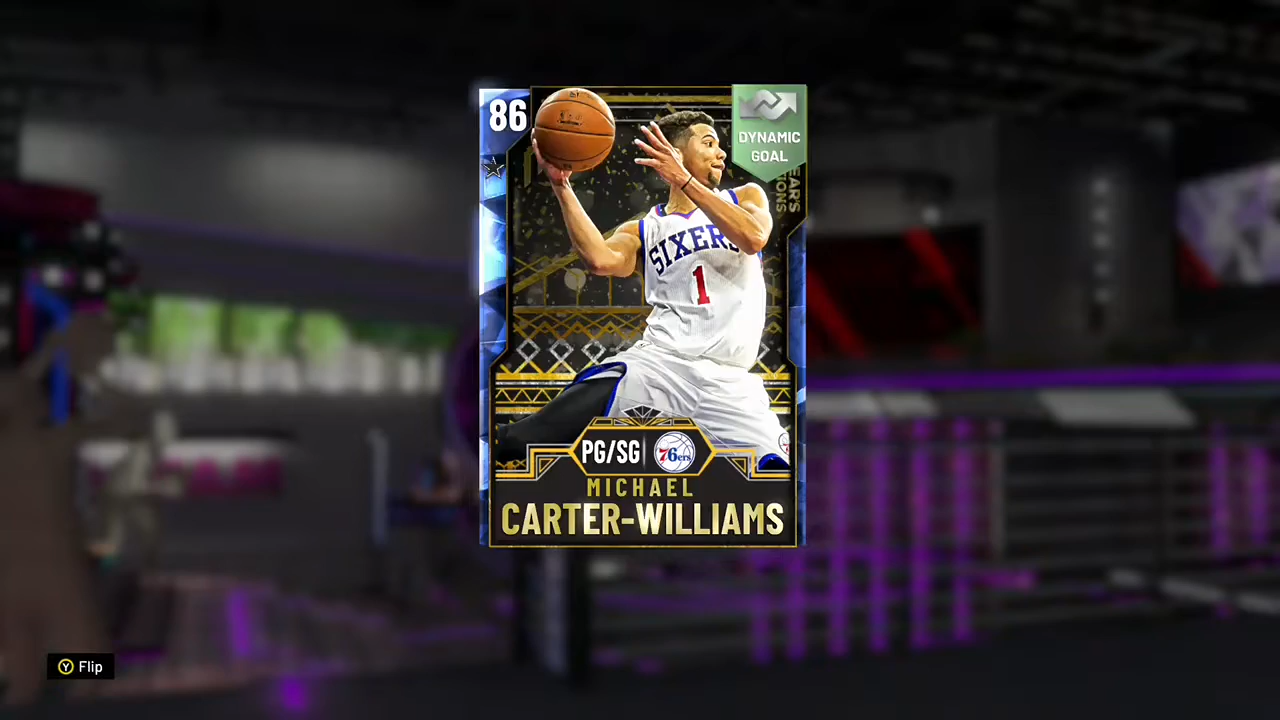 86
DYNAMIC
GOAL
SIXERS
1
PG/SG
76ers
MICHAEL
CARTER-WILLIAMS
Y Flip